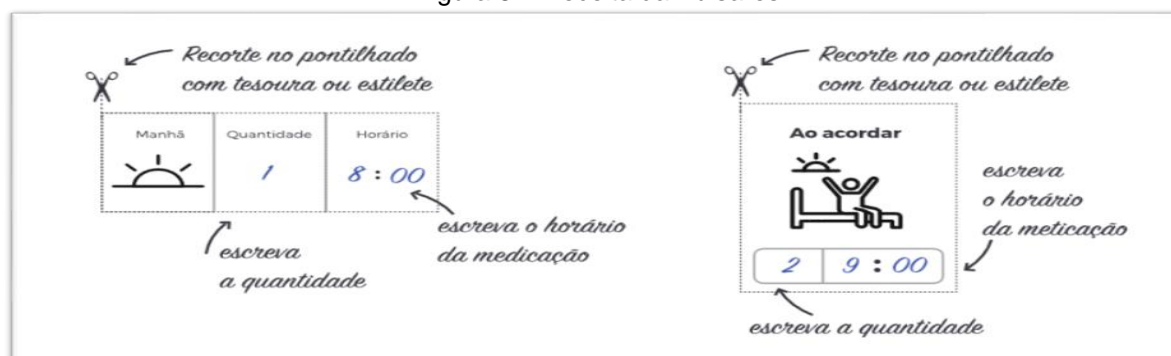 Recorte no pontilhado
com tesoura ou estilete
Manhã
Quantidade
Horário
1
8 : 00
escreva
a quantidade
escreva o horário
da medicação
Recorte no pontilhado
com tesoura ou estilete
Ao acordar
2
9 : 00
escreva
o horário
da meticação
escreva a quantidade